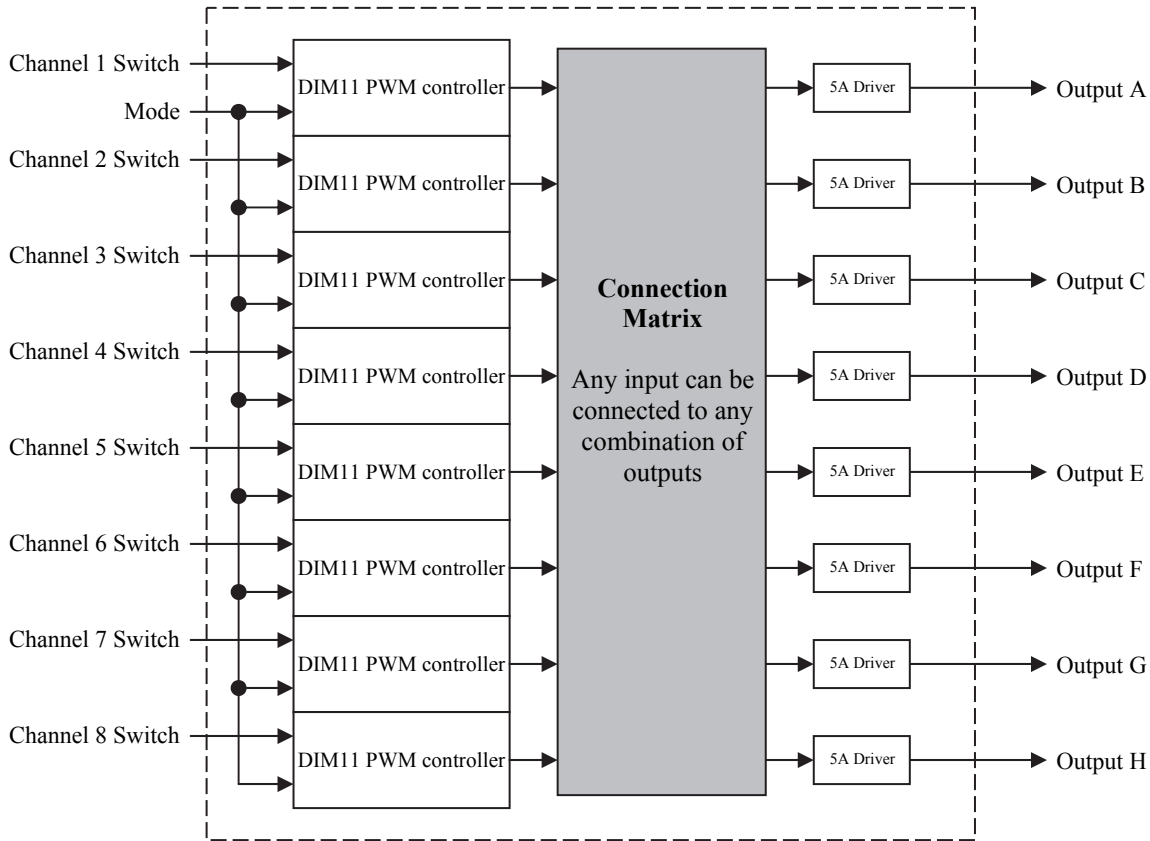 Channel 1 Switch
Mode
Channel 2 Switch
Channel 3 Switch
Channel 4 Switch
Channel 5 Switch
Channel 6 Switch
Channel 7 Switch
Channel 8 Switch
DIM11 PWM controller
DIM11 PWM controller
DIM11 PWM controller
DIM11 PWM controller
DIM11 PWM controller
DIM11 PWM controller
DIM11 PWM controller
DIM11 PWM controller
Connection
Matrix
Any input can be
connected to any
combination of
outputs
5A Driver
5A Driver
5A Driver
5A Driver
5A Driver
5A Driver
5A Driver
5A Driver
Output A
Output B
Output C
Output D
Output E
Output F
Output G
Output H